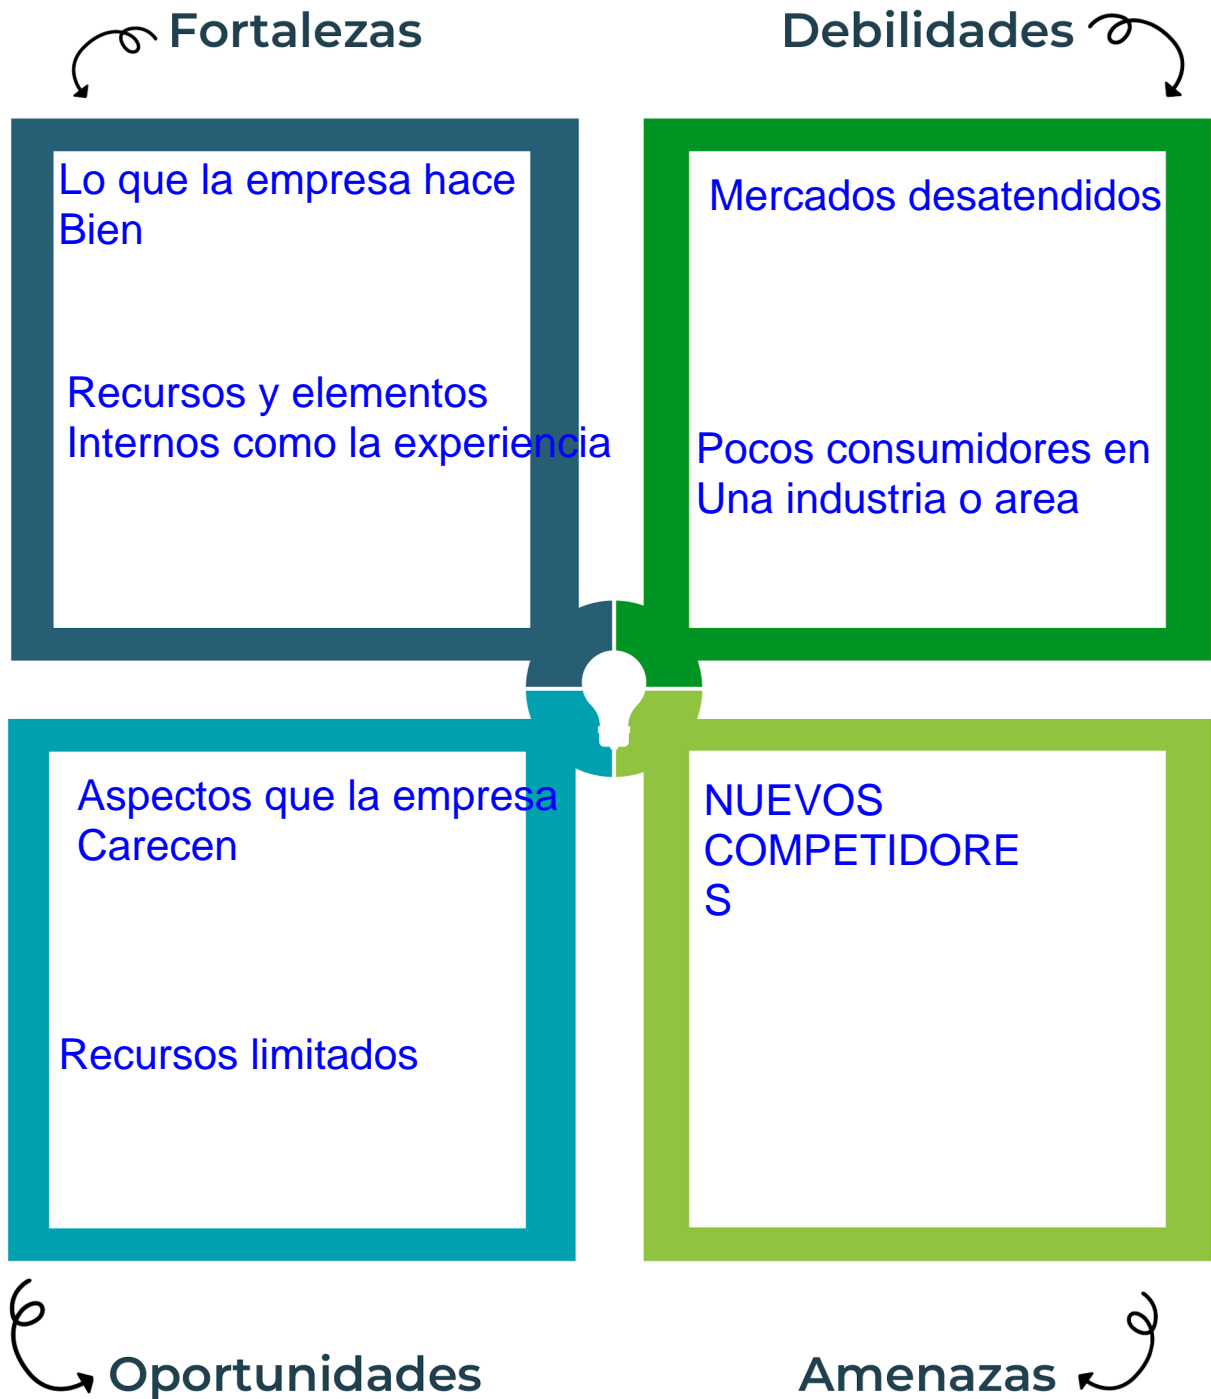 Fortalezas
Debilidades
Lo que la empresa hace
Bien
Recursos y elementos
Internos como la experiencia
Mercados desatendidos
Pocos consumidores en
Una industria o area
Aspectos que la empresa
Carecen
Recursos limitados
NUEVOS
COMPETIDORE
S
Oportunidades
Amenazas